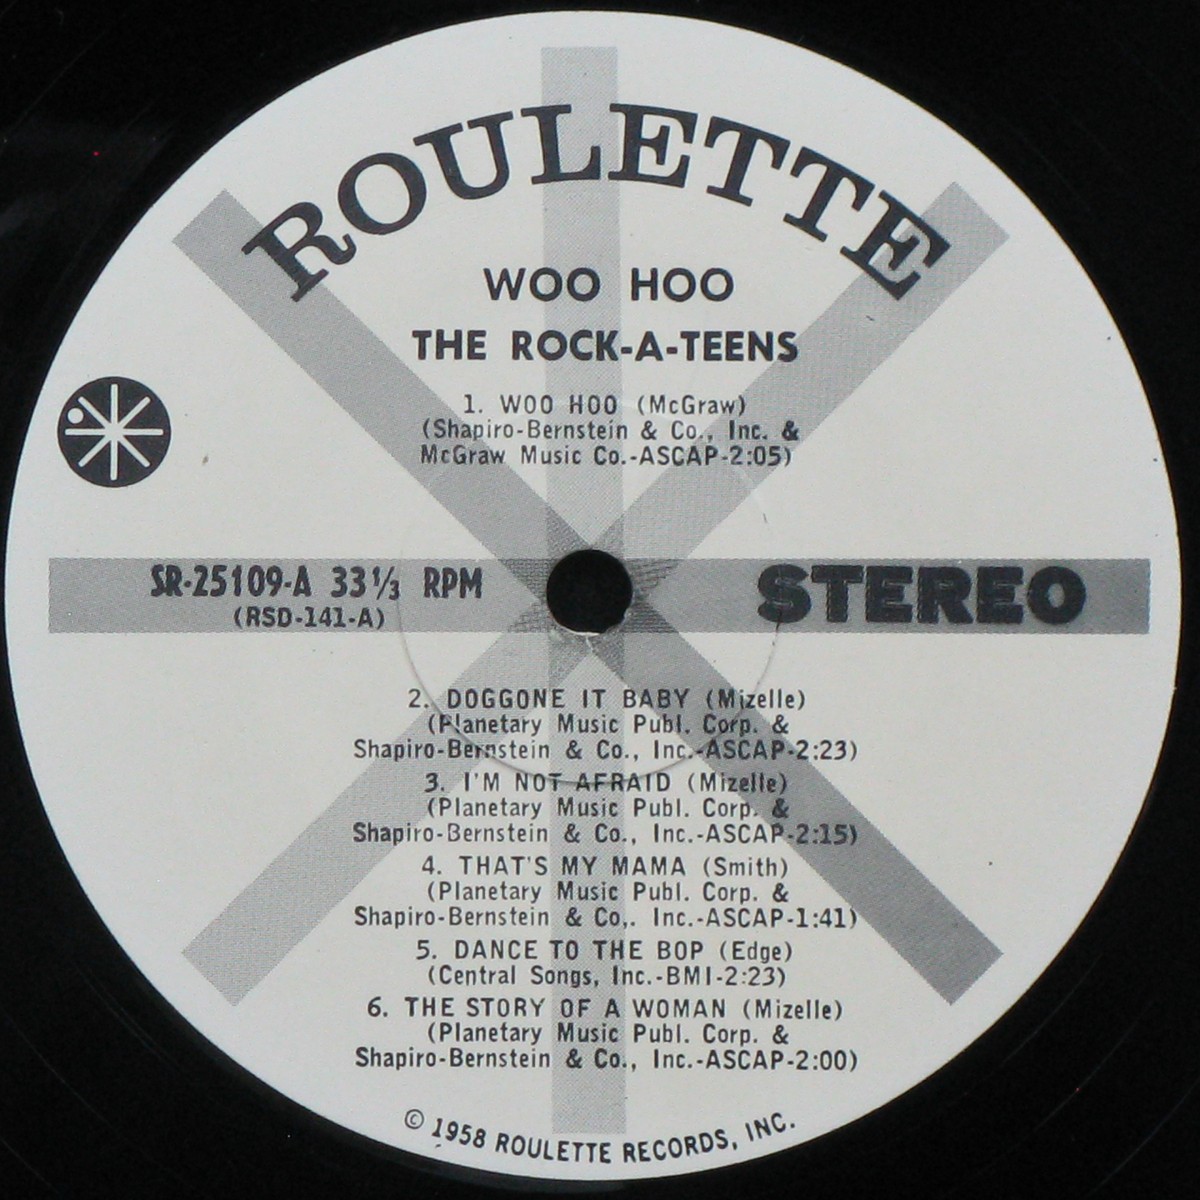 ROULETTE
WOO HOO
THE ROCK-A-TEENS
1. WOO HOO (McGraw)
(Shapiro-Bernstein & Co., Inc. &
McGraw Music Co.-ASCAP-2:05)
SR-25109-A 33⅓ RPM
(RSD-141-A)
STEREO
2. DOGGONE IT BABY (Mizelle)
(Planetary Music Publ. Corp. &
Shapiro-Bernstein & Co., Inc.-ASCAP-2:23)
3. I'M NOT AFRAID (Mizelle)
(Planetary Music Publ. Corp. &
Shapiro-Bernstein & Co., Inc.-ASCAP-2:15)
4. THAT'S MY MAMA (Smith)
(Planetary Music Publ. Corp. &
Shapiro-Bernstein & Co,. Inc.-ASCAP-1:41)
5. DANCE TO THE BOP (Edge)
(Central Songs, Inc.-BMI-2:23)
6. THE STORY OF A WOMAN (Mizelle)
(Planetary Music Publ. Corp. &
Shapiro-Bernstein & Co., Inc.-ASCAP-2:00)
© 1958 ROULETTE RECORDS, INC.